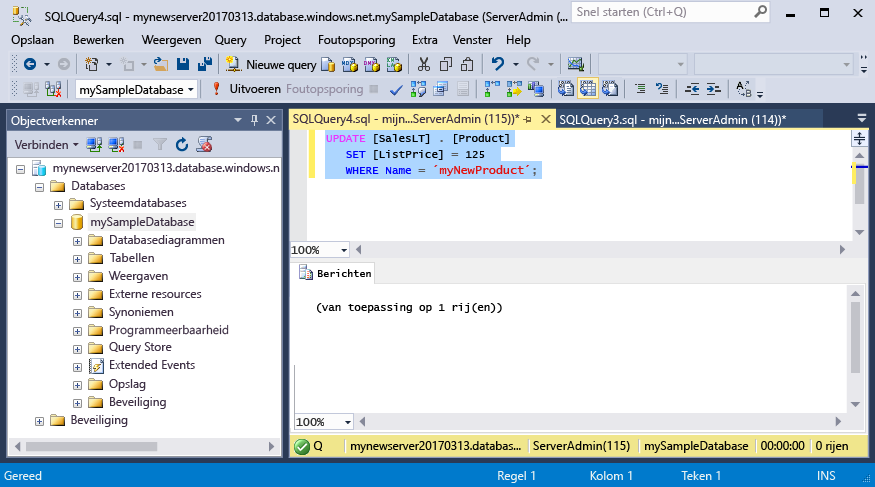 SQLQuery4.sql - mynewserver20170313.database.windows.net.mySampleDatabase (ServerAdmin (115))* -...
Snel starten (Ctrl+Q)
Opslaan Bewerken Weergeven Query Project Foutopsporing Extra Venster Help
Nieuwe query
mySampleDatabase Uitvoeren Foutopsporing
Objectverkenner
SQLQuery4.sql - mijn...ServerAdmin (115))* SQLQuery3.sql - mijn...ServerAdmin (114))*
Verbinden
mynewserver20170313.database.windows.n
Databases
Systeemdatabases
mySampleDatabase
Databasediagrammen
Tabellen
Weergaven
Externe resources
Synoniemen
Programmeerbaarheid
Query Store
Extended Events
Opslag
Beveiliging
Beveiliging
UPDATE [SalesLT] . [Product]
SET [ListPrice] = 125
WHERE Name = ´myNewProduct´;
100%
Berichten
(van toepassing op 1 rij(en))
100%
Q mynewserver20170313.databas... ServerAdmin(115) mySampleDatabase 00:00:00 0 rijen
Gereed Regel 1 Kolom 1 Teken 1 INS